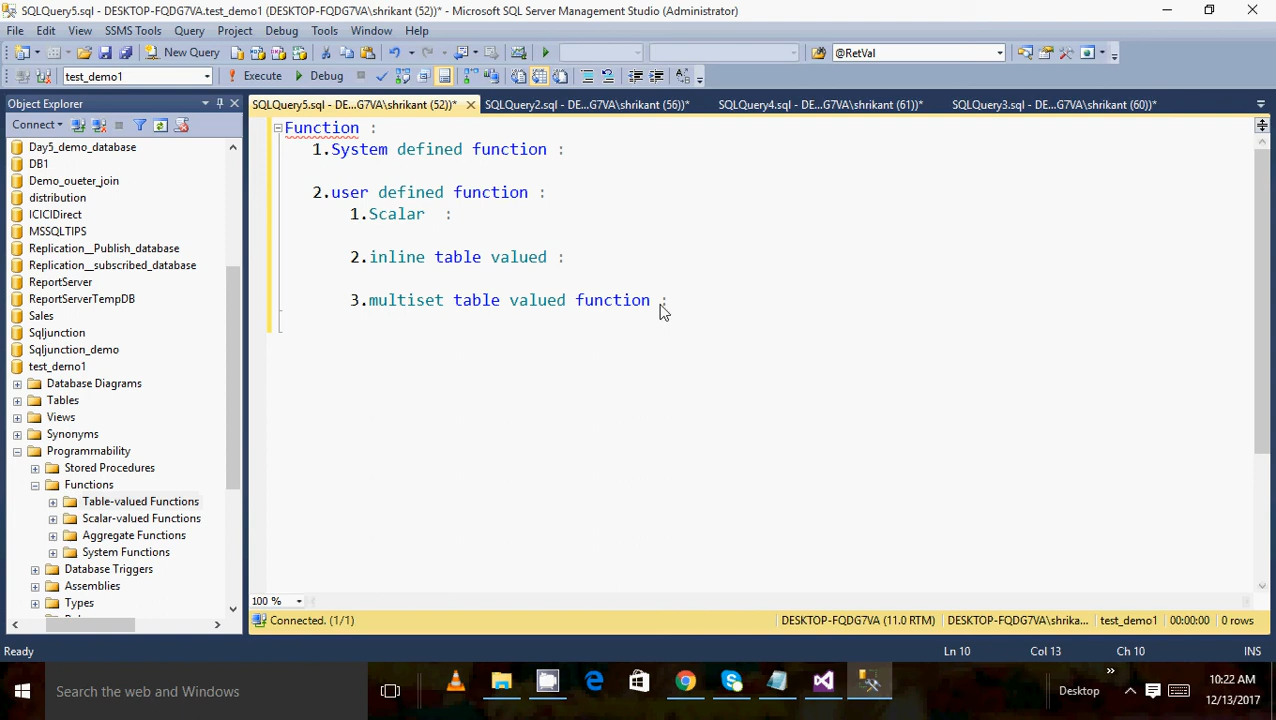 SQLQuery5.sql - DESKTOP-FQDG7VA.test_demo1 (DESKTOP-FQDG7VA\shrikant (52))* - Microsoft SQL Server Management Studio (Administrator)
File Edit View SSMS Tools Query Project Debug Tools Window Help
New Query @RetVal
test_demo1 Execute Debug
Object Explorer
SQLQuery5.sql - DE...G7VA\shrikant (52))* SQLQuery2.sql - DE...G7VA\shrikant (56))* SQLQuery4.sql - DE...G7VA\shrikant (61))* SQLQuery3.sql - DE...G7VA\shrikant (60))*
Connect
Day5_demo_database
DB1
Demo_oueter_join
distribution
ICICIDirect
MSSQLTIPS
Replication__Publish_database
Replication__subscribed_database
ReportServer
ReportServerTempDB
Sales
Sqljunction
Sqljunction_demo
test_demo1
Database Diagrams
Tables
Views
Synonyms
Programmability
Stored Procedures
Functions
Table-valued Functions
Scalar-valued Functions
Aggregate Functions
System Functions
Database Triggers
Assemblies
Types
Function :
1.System defined function :
2.user defined function :
1.Scalar :
2.inline table valued :
3.multiset table valued function :
100 %
Connected. (1/1) DESKTOP-FQDG7VA (11.0 RTM) DESKTOP-FQDG7VA\shrika... test_demo1 00:00:00 0 rows
Ready Ln 10 Col 13 Ch 10 INS
Search the web and Windows
Desktop
10:22 AM
12/13/2017